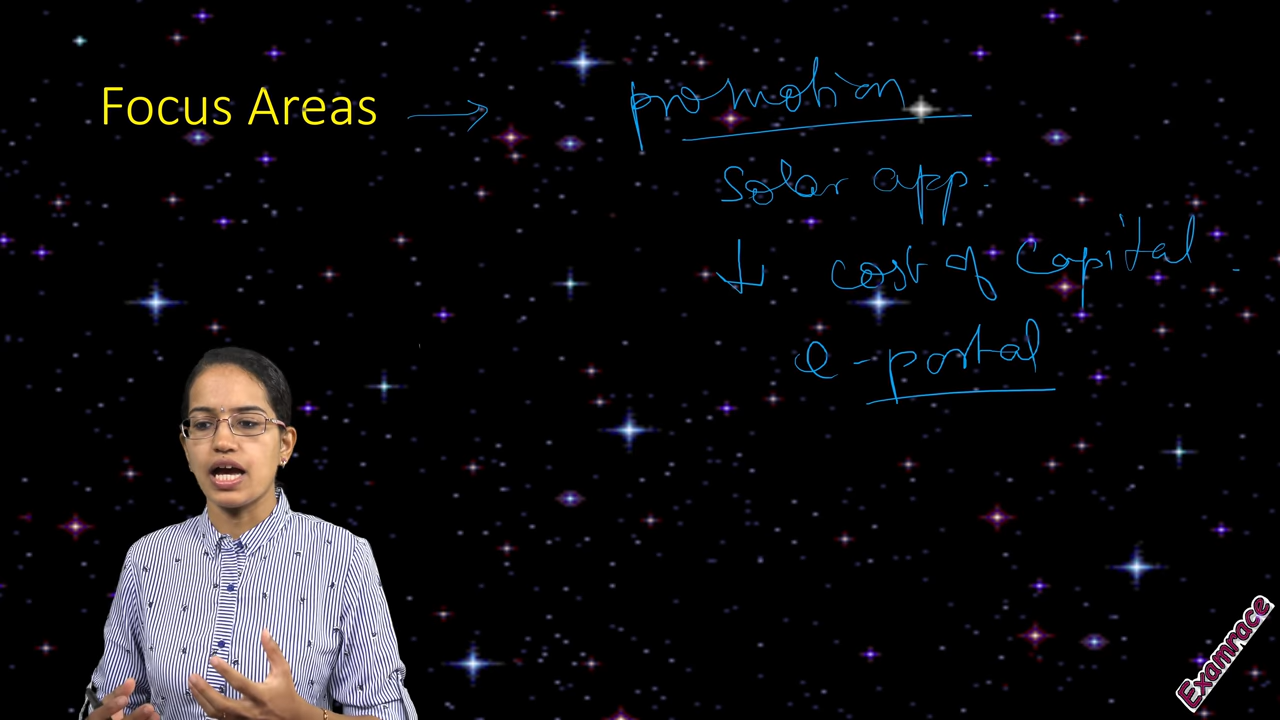 Focus Areas → promotion
solar app.
↓ cost of capital.
e-portal
Examrace